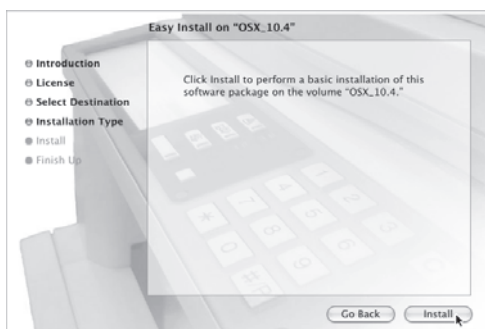 Easy Install on "OSX_10.4"
Introduction
License
Select Destination
Installation Type
Install
Finish Up
Click Install to perform a basic installation of this
software package on the volume "OSX_10.4."
Go Back
Install